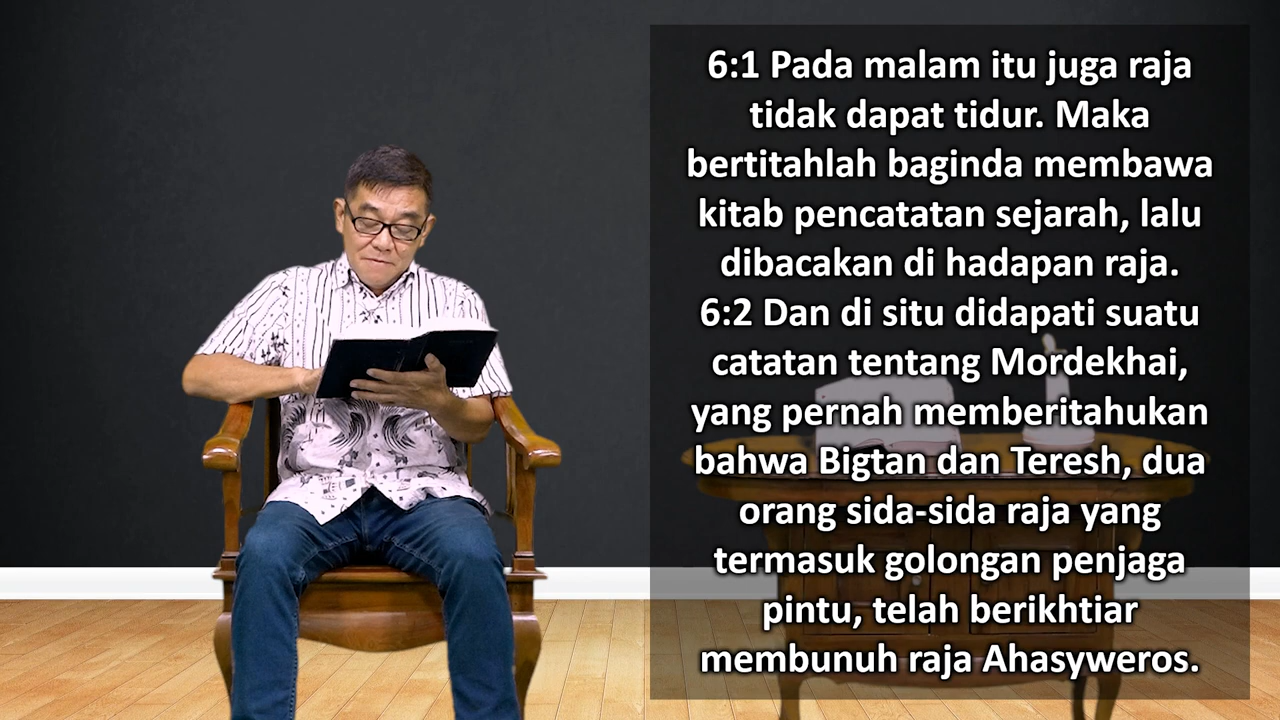 6:1 Pada malam itu juga raja
tidak dapat tidur. Maka
bertitahlah baginda membawa
kitab pencatatan sejarah, lalu
dibacakan di hadapan raja.
6:2 Dan di situ didapati suatu
catatan tentang Mordekhai,
yang pernah memberitahukan
bahwa Bigtan dan Teresh, dua
orang sida-sida raja yang
termasuk golongan penjaga
pintu, telah berikhtiar
membunuh raja Ahasyweros.